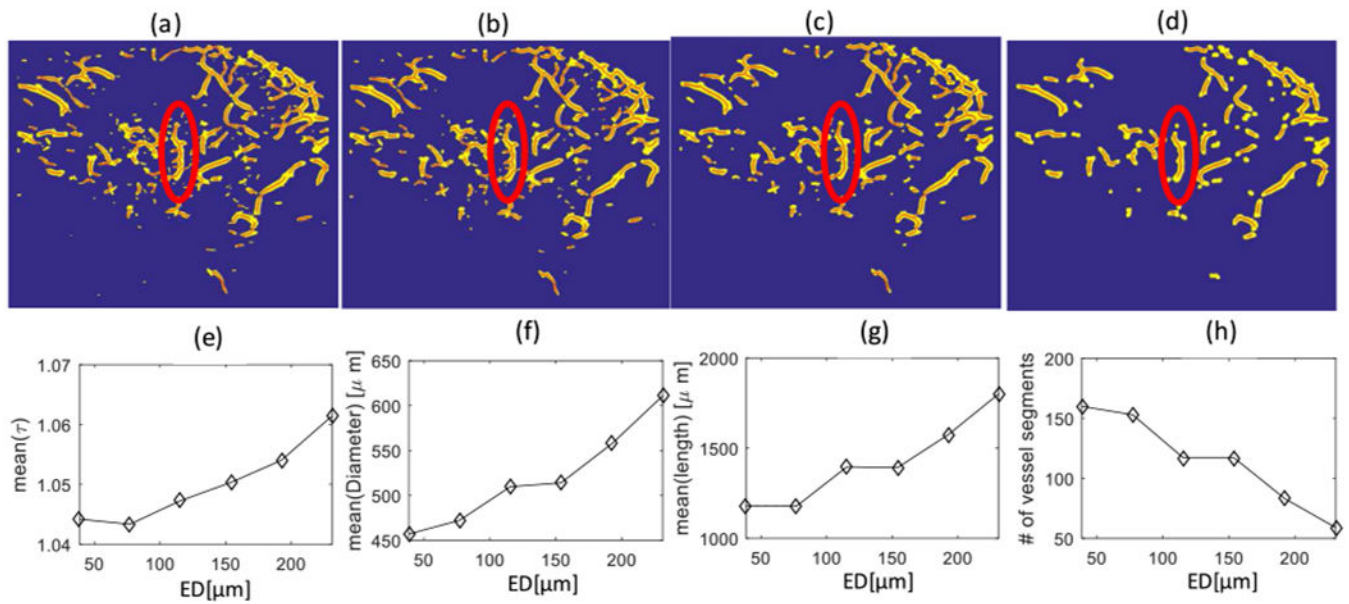 (a) (b) (c) (d)
(e) (f) (g) (h)
mean(τ)
1.07
1.06
1.05
1.04
50 100 150 200
ED[µm]
mean(Diameter) [µ m]
650
600
550
500
450
50 100 150 200
ED[µm]
mean(length) [µ m]
2000
1800
1400
1000
50 100 150 200
ED[µm]
# of vessel segments
200
150
100
50
50 100 150 200
ED[µm]